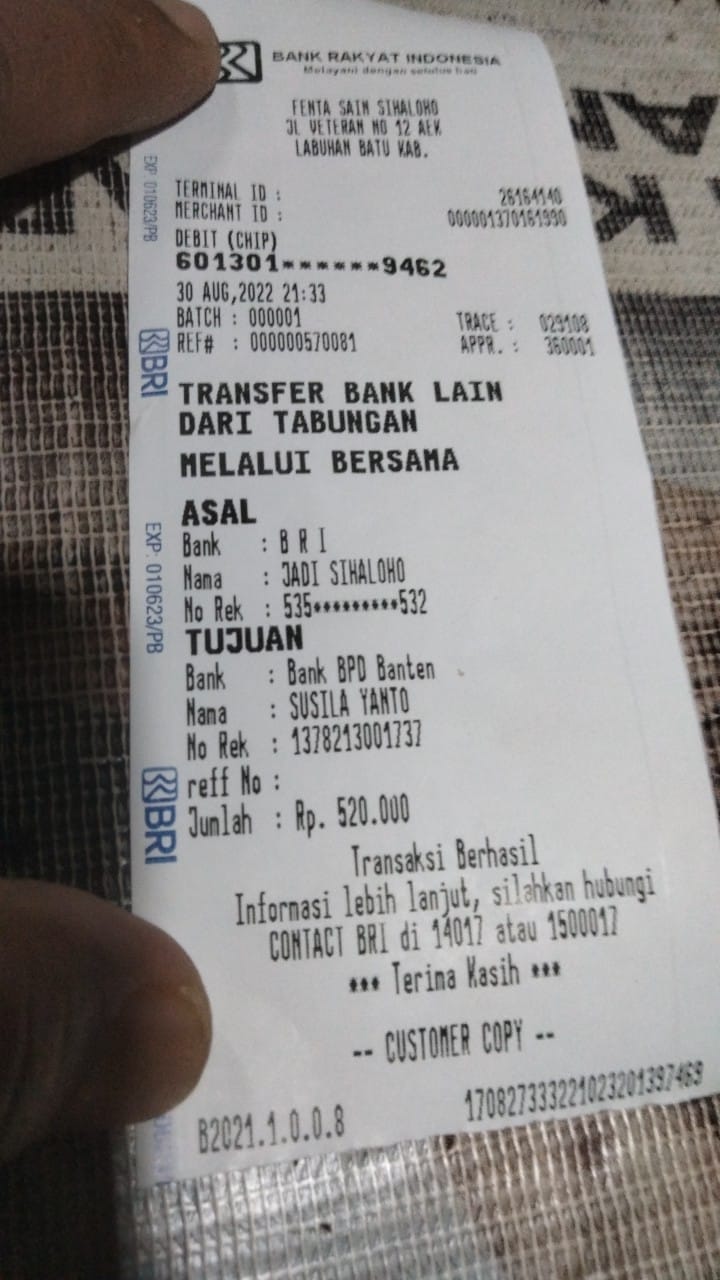 BANK RAKYAT INDONESIA
Melayani dengan setulus hati
FENTA SAIN SIHALOHO
JL VETERAN NO 12 AEK
LABUHAN BATU KAB.
TERMINAL ID : 26164140
MERCHANT ID : 000001370161990
DEBIT (CHIP)
601301******9462
30 AUG,2022 21:33
BATCH : 000001 TRACE : 029108
REF# : 000000570081 APPR. : 360001
TRANSFER BANK LAIN
DARI TABUNGAN
MELALUI BERSAMA
ASAL
Bank : B R I
Nama : JADI SIHALOHO
No Rek : 535*********532
TUJUAN
Bank : Bank BPD Banten
Nama : SUSILA YANTO
No Rek : 1378213001737
reff No :
Jumlah : Rp. 520.000
Transaksi Berhasil
Informasi lebih lanjut, silahkan hubungi
CONTACT BRI di 14017 atau 1500017
*** Terima Kasih ***
-- CUSTOMER COPY --
B2021.1.0.0.8 1708273332210232013974​69
EXP: 010623/PB
BRI
EXP: 010623/PB
BRI